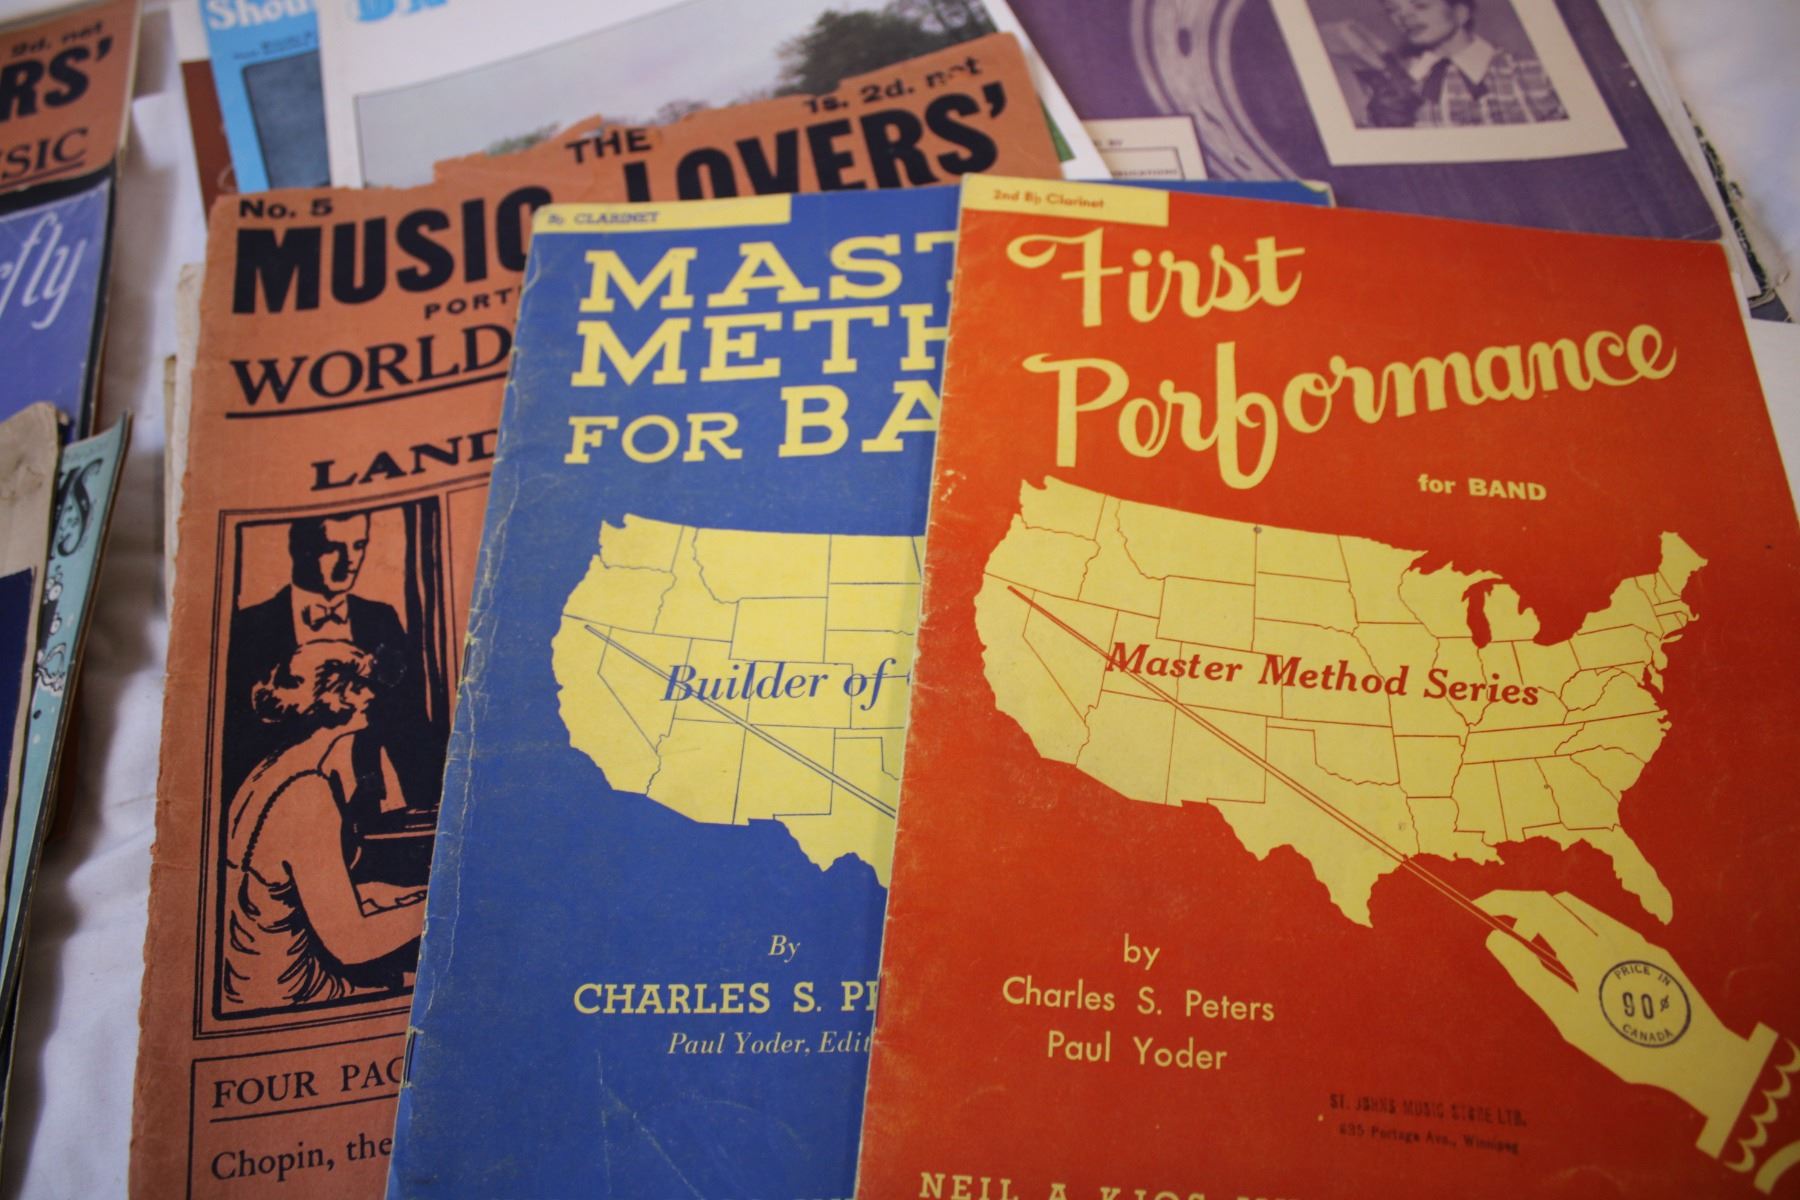 9d. net
RS'
SIC
rfly
Shou
1s. 2d. net
THE
No. 5
MUSIC LOVERS'
PORT
WORLD
LAND
FOUR PAG
Chopin, the
Bb CLARINET
MAST
METH
FOR BA
Builder of
By
CHARLES S. PE
Paul Yoder, Edit
2nd Bb Clarinet
First
Performance
for BAND
Master Method Series
by
Charles S. Peters
Paul Yoder
PRICE IN
90¢
CANADA
ST. JOHNS MUSIC STORE LTD.
635 Portage Ave., Winnipeg
NEIL A. KJOS